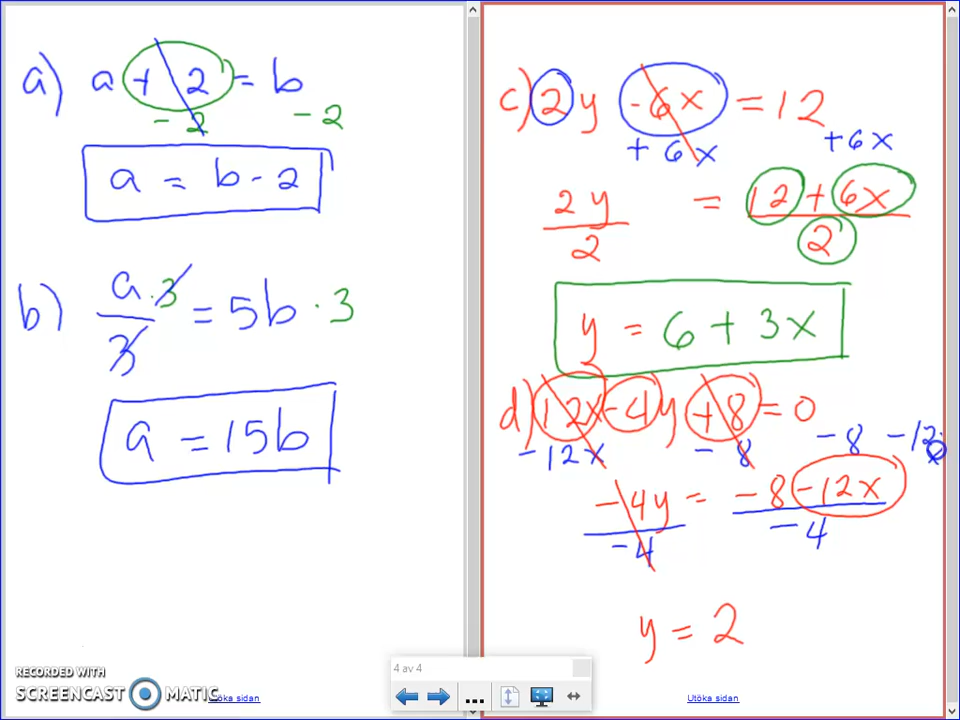 a) a + 2 = b
- 2 - 2
a = b - 2
b) a · 3 / 3 = 5b · 3
a = 15b
c) 2y - 6x = 12
+ 6x + 6x
2y / 2 = 12 + 6x / 2
y = 6 + 3x
d) 12x - 4y + 8 = 0
- 12x - 8 - 8 - 12x
- 4y / - 4 = - 8 - 12x / - 4
y = 2
4 av 4
RECORDED WITH
SCREENCAST MATIC
Utöka sidan
Utöka sidan